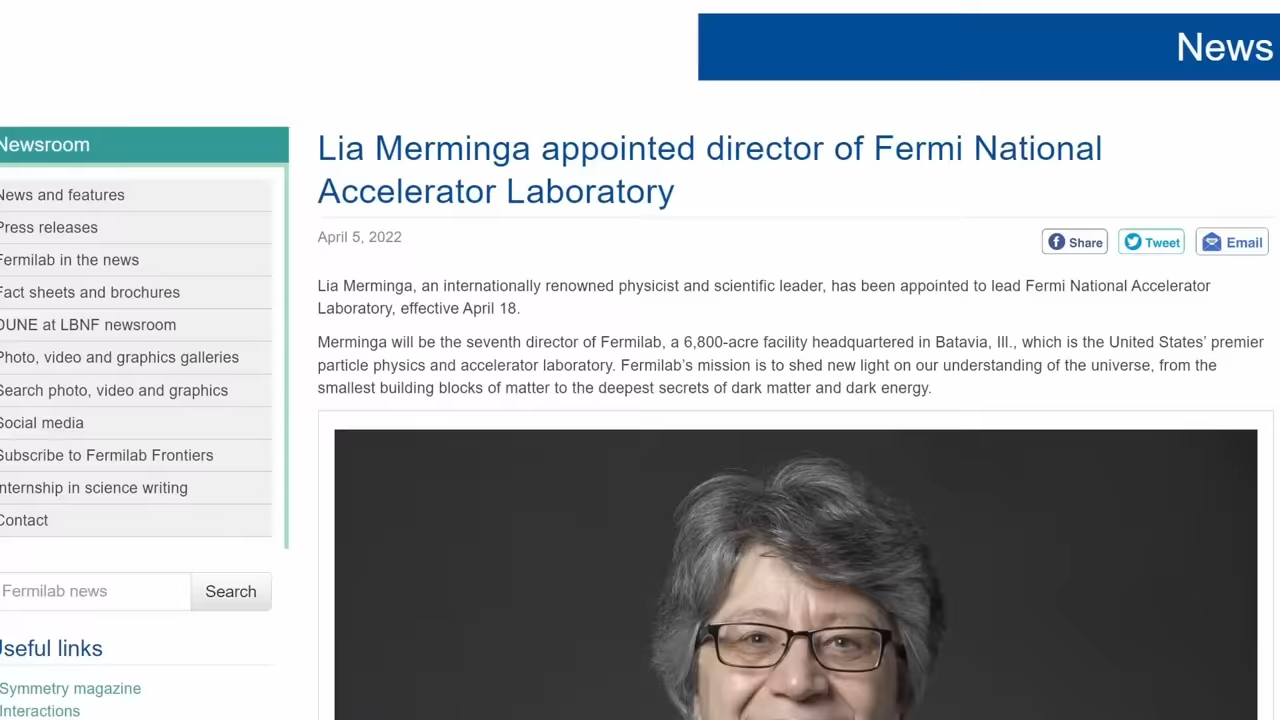 News
Newsroom
News and features
Press releases
Fermilab in the news
Fact sheets and brochures
DUNE at LBNF newsroom
Photo, video and graphics galleries
Search photo, video and graphics
Social media
Subscribe to Fermilab Frontiers
Internship in science writing
Contact
Fermilab news
Search
Useful links
Symmetry magazine
Interactions
Lia Merminga appointed director of Fermi National
Accelerator Laboratory
April 5, 2022
Share
Tweet
Email
Lia Merminga, an internationally renowned physicist and scientific leader, has been appointed to lead Fermi National Accelerator
Laboratory, effective April 18.
Merminga will be the seventh director of Fermilab, a 6,800-acre facility headquartered in Batavia, Ill., which is the United States’ premier
particle physics and accelerator laboratory. Fermilab’s mission is to shed new light on our understanding of the universe, from the
smallest building blocks of matter to the deepest secrets of dark matter and dark energy.